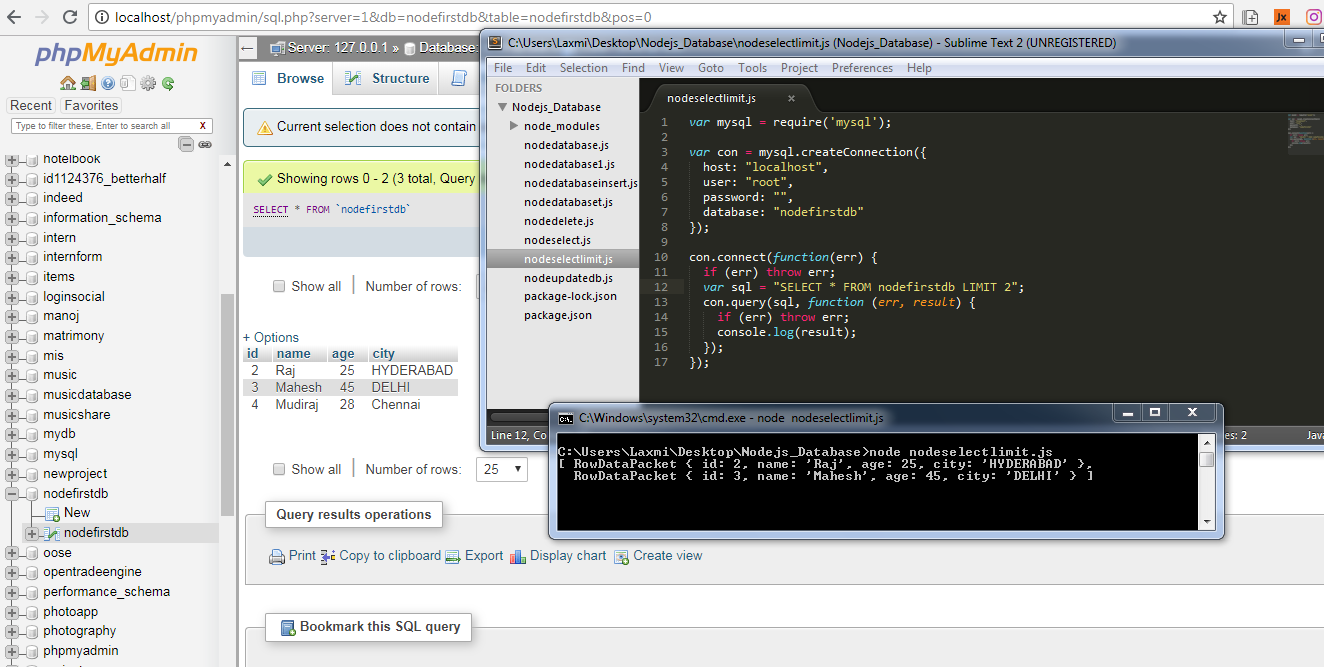 localhost/phpmyadmin/sql.php?server=1&db=nodefirstdb&table=nodefirstdb&pos=0
Jx
phpMyAdmin
Recent
Favorites
Type to filter these, Enter to search all
X
hotelbook
id1124376_betterhalf
indeed
information_schema
intern
internform
items
loginsocial
manoj
matrimony
mis
music
musicdatabase
musicshare
mydb
mysql
newproject
nodefirstdb
New
nodefirstdb
oose
opentradeengine
performance_schema
photoapp
photography
phpmyadmin
Server: 127.0.0.1 » Database:
Browse
Structure
Current selection does not contain
Showing rows 0 - 2 (3 total, Query
SELECT * FROM `nodefirstdb`
Show all
Number of rows:
+ Options
id name age city
2 Raj 25 HYDERABAD
3 Mahesh 45 DELHI
4 Mudiraj 28 Chennai
Show all
Number of rows:
25
Query results operations
Print
Copy to clipboard
Export
Display chart
Create view
Bookmark this SQL query
C:\Users\Laxmi\Desktop\Nodejs_Database\nodeselectlimit.js (Nodejs_Database) - Sublime Text 2 (UNREGISTERED)
File Edit Selection Find View Goto Tools Project Preferences Help
FOLDERS
Nodejs_Database
node_modules
nodedatabase.js
nodedatabase1.js
nodedatabaseinsert.js
nodedatabaset.js
nodedelete.js
nodeselect.js
nodeselectlimit.js
nodeupdatedb.js
package-lock.json
package.json
nodeselectlimit.js
1 var mysql = require('mysql');
2
3 var con = mysql.createConnection({
4 host: "localhost",
5 user: "root",
6 password: "",
7 database: "nodefirstdb"
8 });
9
10 con.connect(function(err) {
11 if (err) throw err;
12 var sql = "SELECT * FROM nodefirstdb LIMIT 2";
13 con.query(sql, function (err, result) {
14 if (err) throw err;
15 console.log(result);
16 });
17 });
Line 12, Co
es: 2
Java
C:\Windows\system32\cmd.exe - node nodeselectlimit.js
C:\Users\Laxmi\Desktop\Nodejs_Database>node nodeselectlimit.js
[ RowDataPacket { id: 2, name: 'Raj', age: 25, city: 'HYDERABAD' },
RowDataPacket { id: 3, name: 'Mahesh', age: 45, city: 'DELHI' } ]